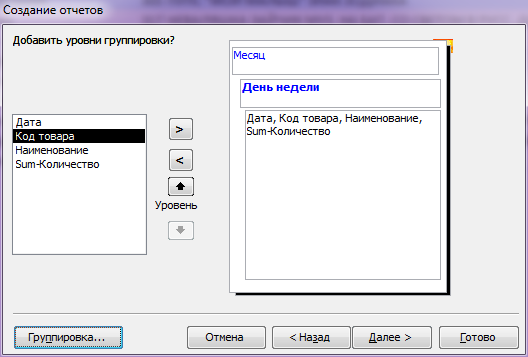 Создание отчетов
Добавить уровни группировки?
Дата
Код товара
Наименование
Sum-Количество
>
<
Уровень
Месяц
День недели
Дата, Код товара, Наименование,
Sum-Количество
Группировка...
Отмена
< Назад
Далее >
Готово